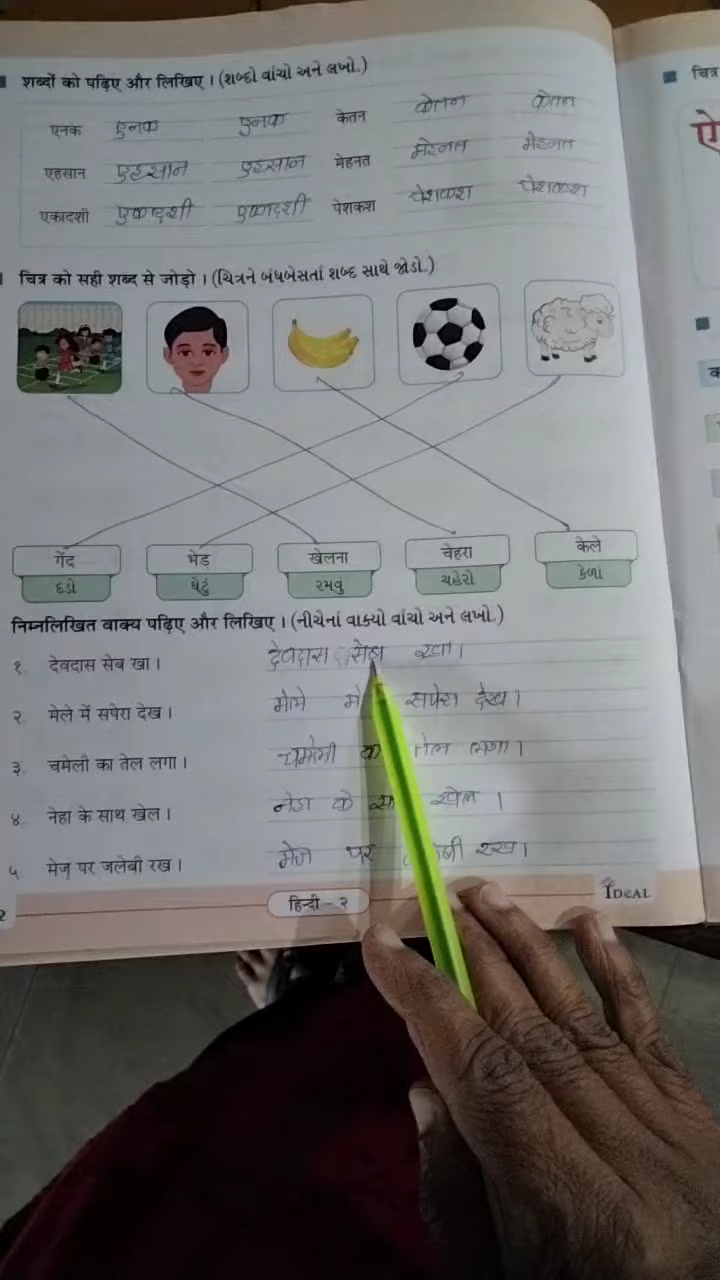 शब्दों को पढ़िए और लिखिए । (શબ્દો વાંચો અને લખો.)
एनक एनक एनक केतन केतन केतन
एहसान एहसान एहसान मेहनत मेहनत मेहनत
एकादशी एकादशी एकादशी पेशकश पेशकश पेशकश
चित्र को सही शब्द से जोड़ो । (ચિત્રને બંધબેસતાં શબ્દ સાથે જોડો.)
गेंद भेड़ खेलना चेहरा केले
દડો ઘેટું રમવું ચહેરો કેળા
निम्नलिखित वाक्य पढ़िए और लिखिए । (નીચેનાં વાક્યો વાંચો અને લખો.)
१. देवदास सेब खा । देवदास सेब खा ।
२. मेले में सपेरा देख । सपेरा देख ।
३. चमेली का तेल लगा । चमेली का तेल लगा ।
४. नेहा के साथ खेल । नेहा के खेल ।
५ मेज़ पर जलेबी रख । मेज पर रख ।
हिन्दी - २
IDEAL
चित्र
ऐ